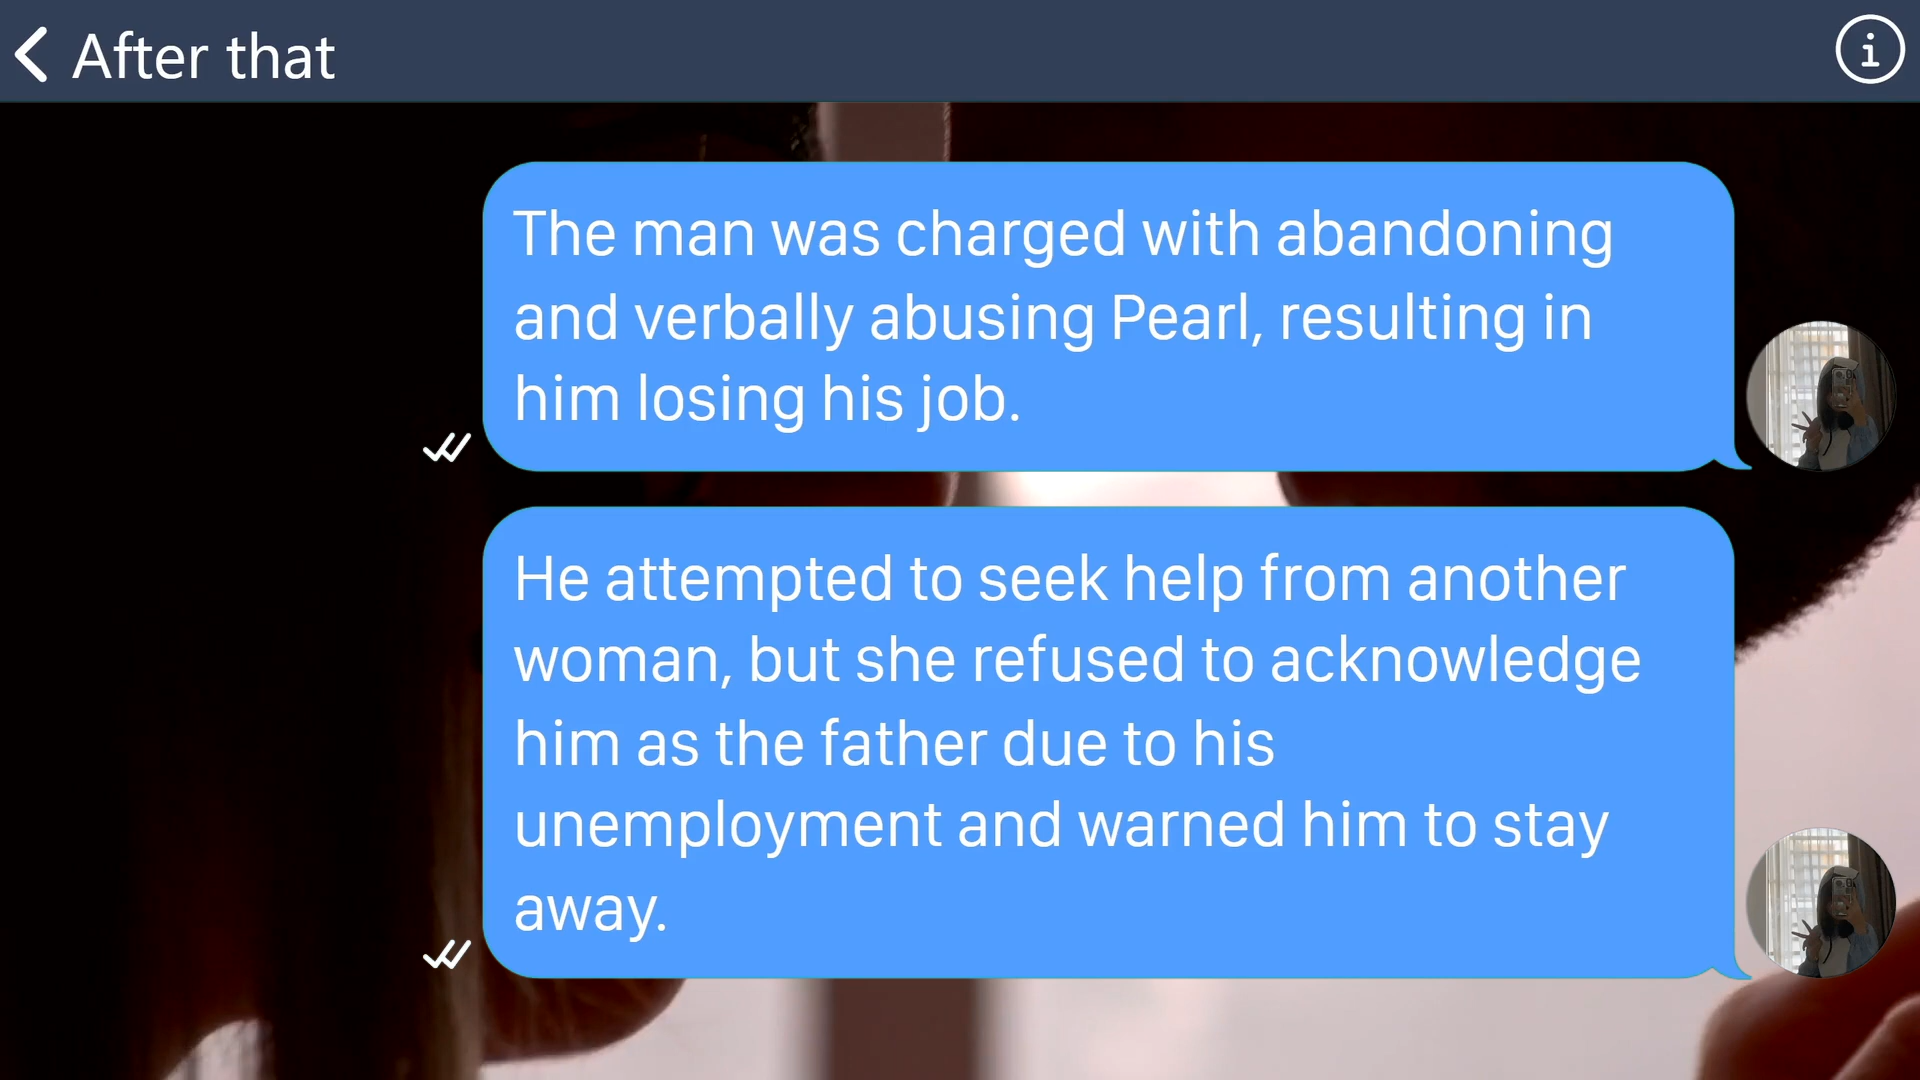 After that
The man was charged with abandoning
and verbally abusing Pearl, resulting in
him losing his job.
He attempted to seek help from another
woman, but she refused to acknowledge
him as the father due to his
unemployment and warned him to stay
away.